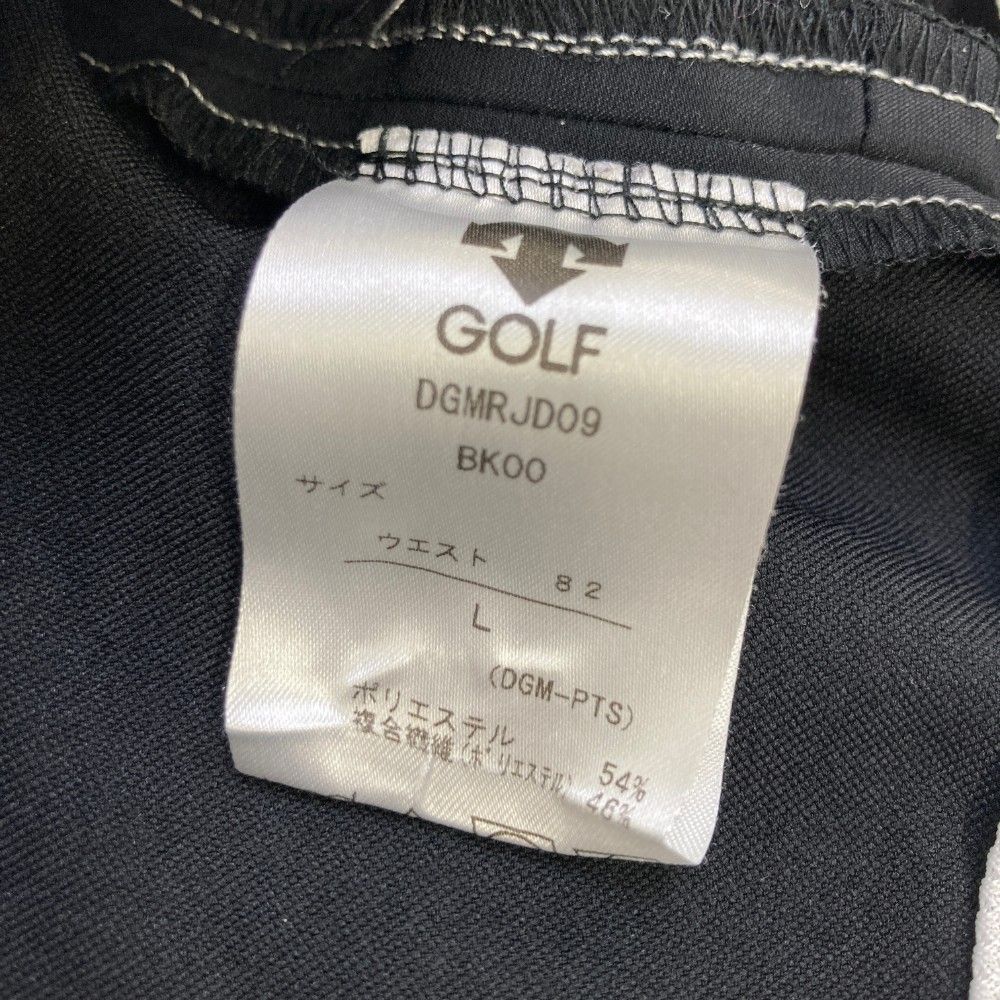 GOLF
DGMRJD09
BK00
サイズ
ウエスト 82
L
(DGM-PTS)
ポリエステル 54%
複合繊維(ポリエステル) 46%